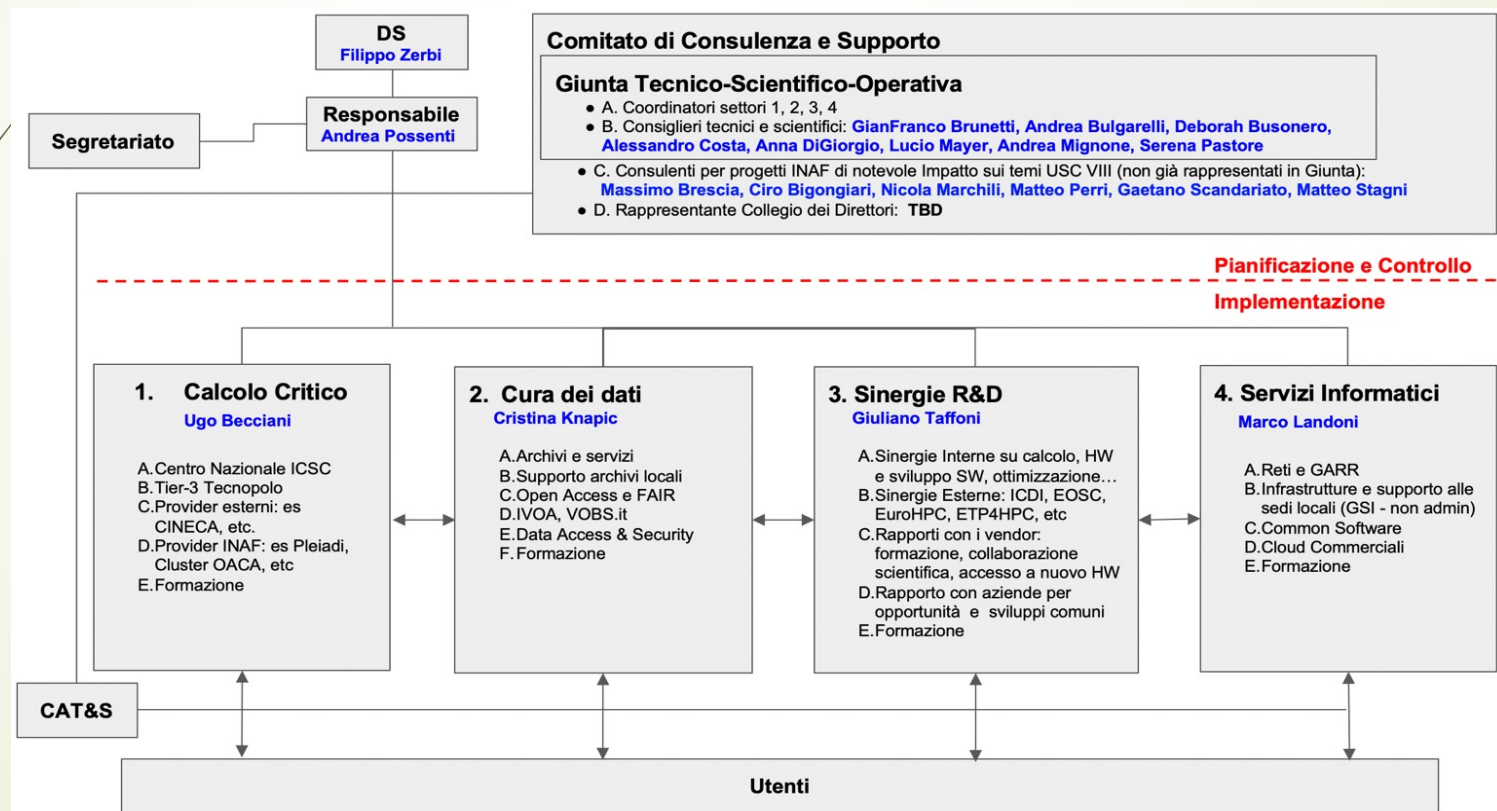 DS
Filippo Zerbi
Responsabile
Andrea Possenti
Segretariato
Comitato di Consulenza e Supporto
Giunta Tecnico-Scientifico-Operativa
● A. Coordinatori settori 1, 2, 3, 4
● B. Consiglieri tecnici e scientifici: GianFranco Brunetti, Andrea Bulgarelli, Deborah Busonero,
Alessandro Costa, Anna DiGiorgio, Lucio Mayer, Andrea Mignone, Serena Pastore
● C. Consulenti per progetti INAF di notevole Impatto sui temi USC VIII (non già rappresentati in Giunta):
Massimo Brescia, Ciro Bigongiari, Nicola Marchili, Matteo Perri, Gaetano Scandariato, Matteo Stagni
● D. Rappresentante Collegio dei Direttori: TBD
Pianificazione e Controllo
Implementazione
1. Calcolo Critico
Ugo Becciani
A.Centro Nazionale ICSC
B.Tier-3 Tecnopolo
C.Provider esterni: es
CINECA, etc.
D.Provider INAF: es Pleiadi,
Cluster OACA, etc
E.Formazione
2. Cura dei dati
Cristina Knapic
A.Archivi e servizi
B.Supporto archivi locali
C.Open Access e FAIR
D.IVOA, VOBS.it
E.Data Access & Security
F.Formazione
3. Sinergie R&D
Giuliano Taffoni
A.Sinergie Interne su calcolo, HW
e sviluppo SW, ottimizzazione…
B.Sinergie Esterne: ICDI, EOSC,
EuroHPC, ETP4HPC, etc
C.Rapporti con i vendor:
formazione, collaborazione
scientifica, accesso a nuovo HW
D.Rapporto con aziende per
opportunità e sviluppi comuni
E.Formazione
4. Servizi Informatici
Marco Landoni
A.Reti e GARR
B.Infrastrutture e supporto alle
sedi locali (GSI - non admin)
C.Common Software
D.Cloud Commerciali
E.Formazione
CAT&S
Utenti